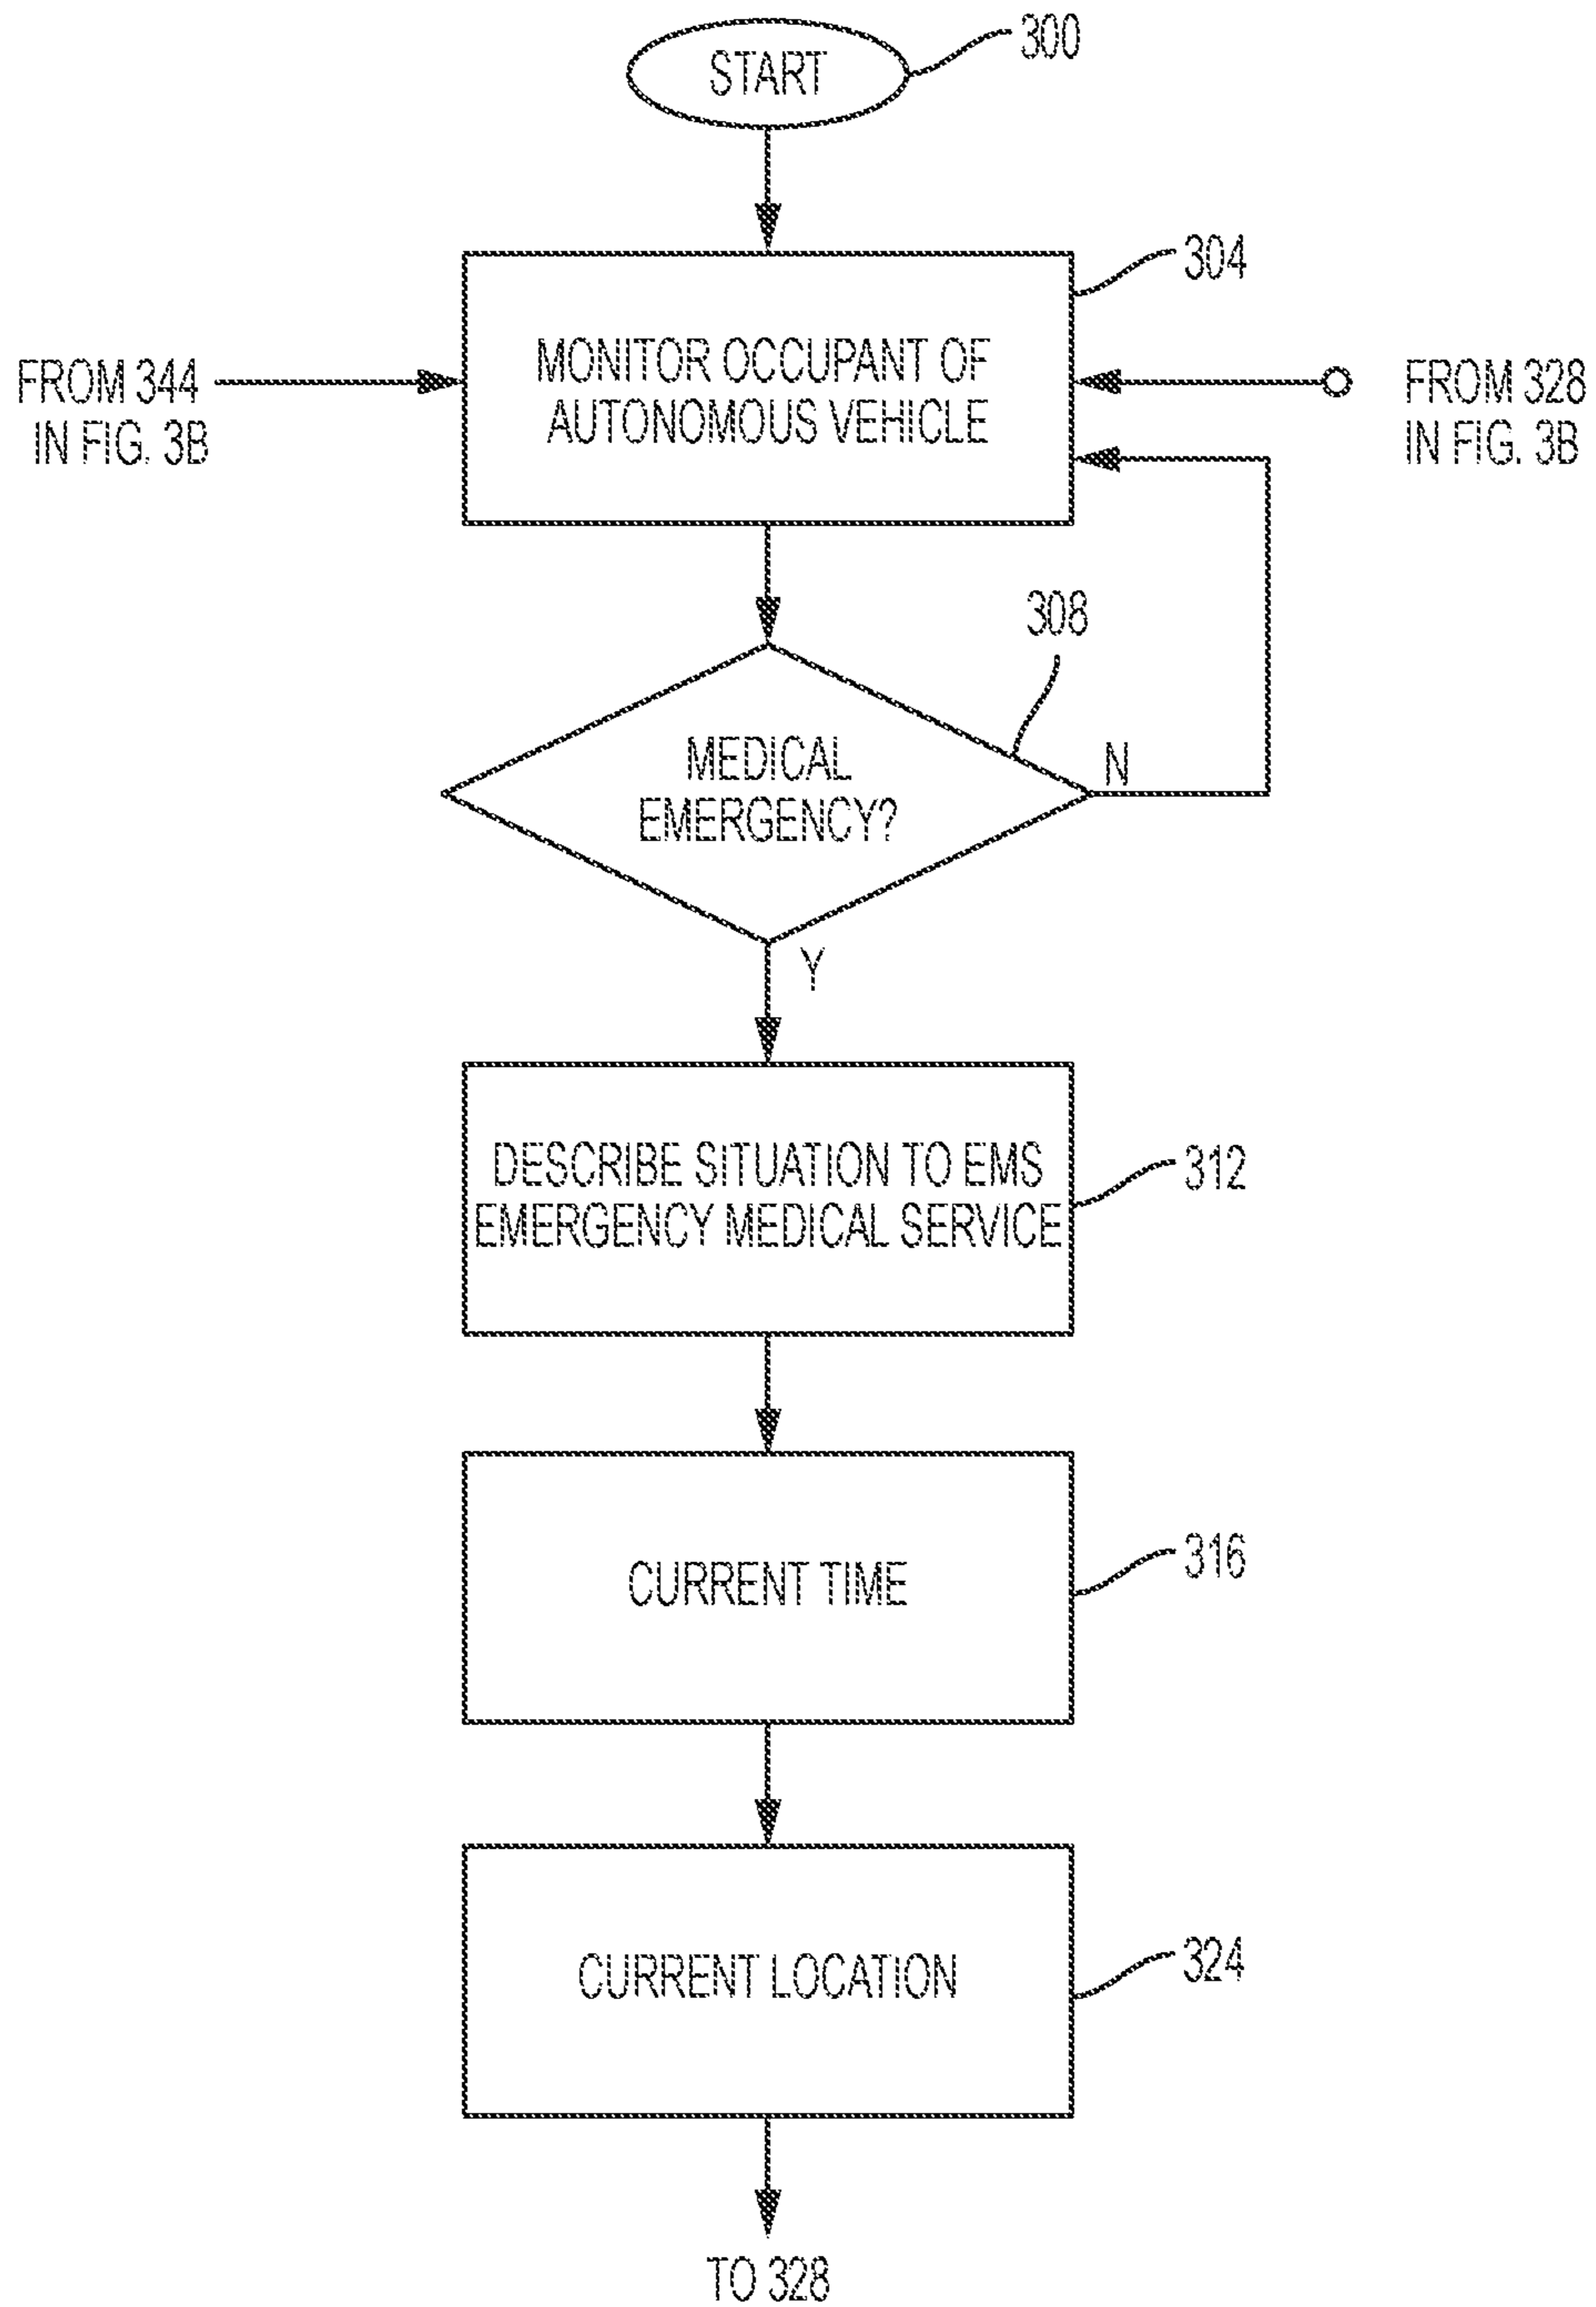 START
300
304
MONITOR OCCUPANT OF
AUTONOMOUS VEHICLE
FROM 344
IN FIG. 3B
FROM 328
IN FIG. 3B
308
MEDICAL
EMERGENCY?
N
Y
DESCRIBE SITUATION TO EMS
EMERGENCY MEDICAL SERVICE
312
CURRENT TIME
316
CURRENT LOCATION
324
TO 328